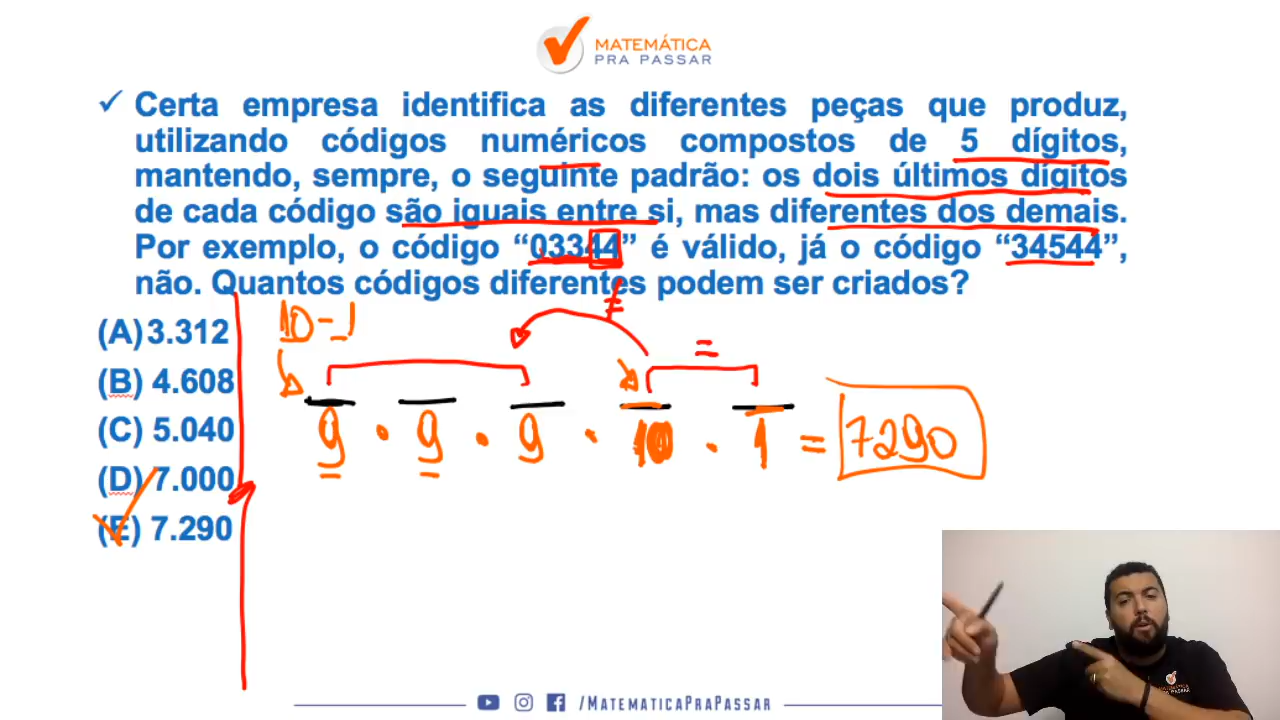 MATEMÁTICA
PRA PASSAR
✓ Certa empresa identifica as diferentes peças que produz,
utilizando códigos numéricos compostos de 5 dígitos,
mantendo, sempre, o seguinte padrão: os dois últimos dígitos
de cada código são iguais entre si, mas diferentes dos demais.
Por exemplo, o código “03344” é válido, já o código “34544”,
não. Quantos códigos diferentes podem ser criados?
(A) 3.312
(B) 4.608
(C) 5.040
(D) 7.000
(E) 7.290
10-1
≠
=
9 · 9 · 9 · 10 · 1 = 7290
MATEMÁTICA
PRA PASSAR
/MATEMATICAPRAPASSAR